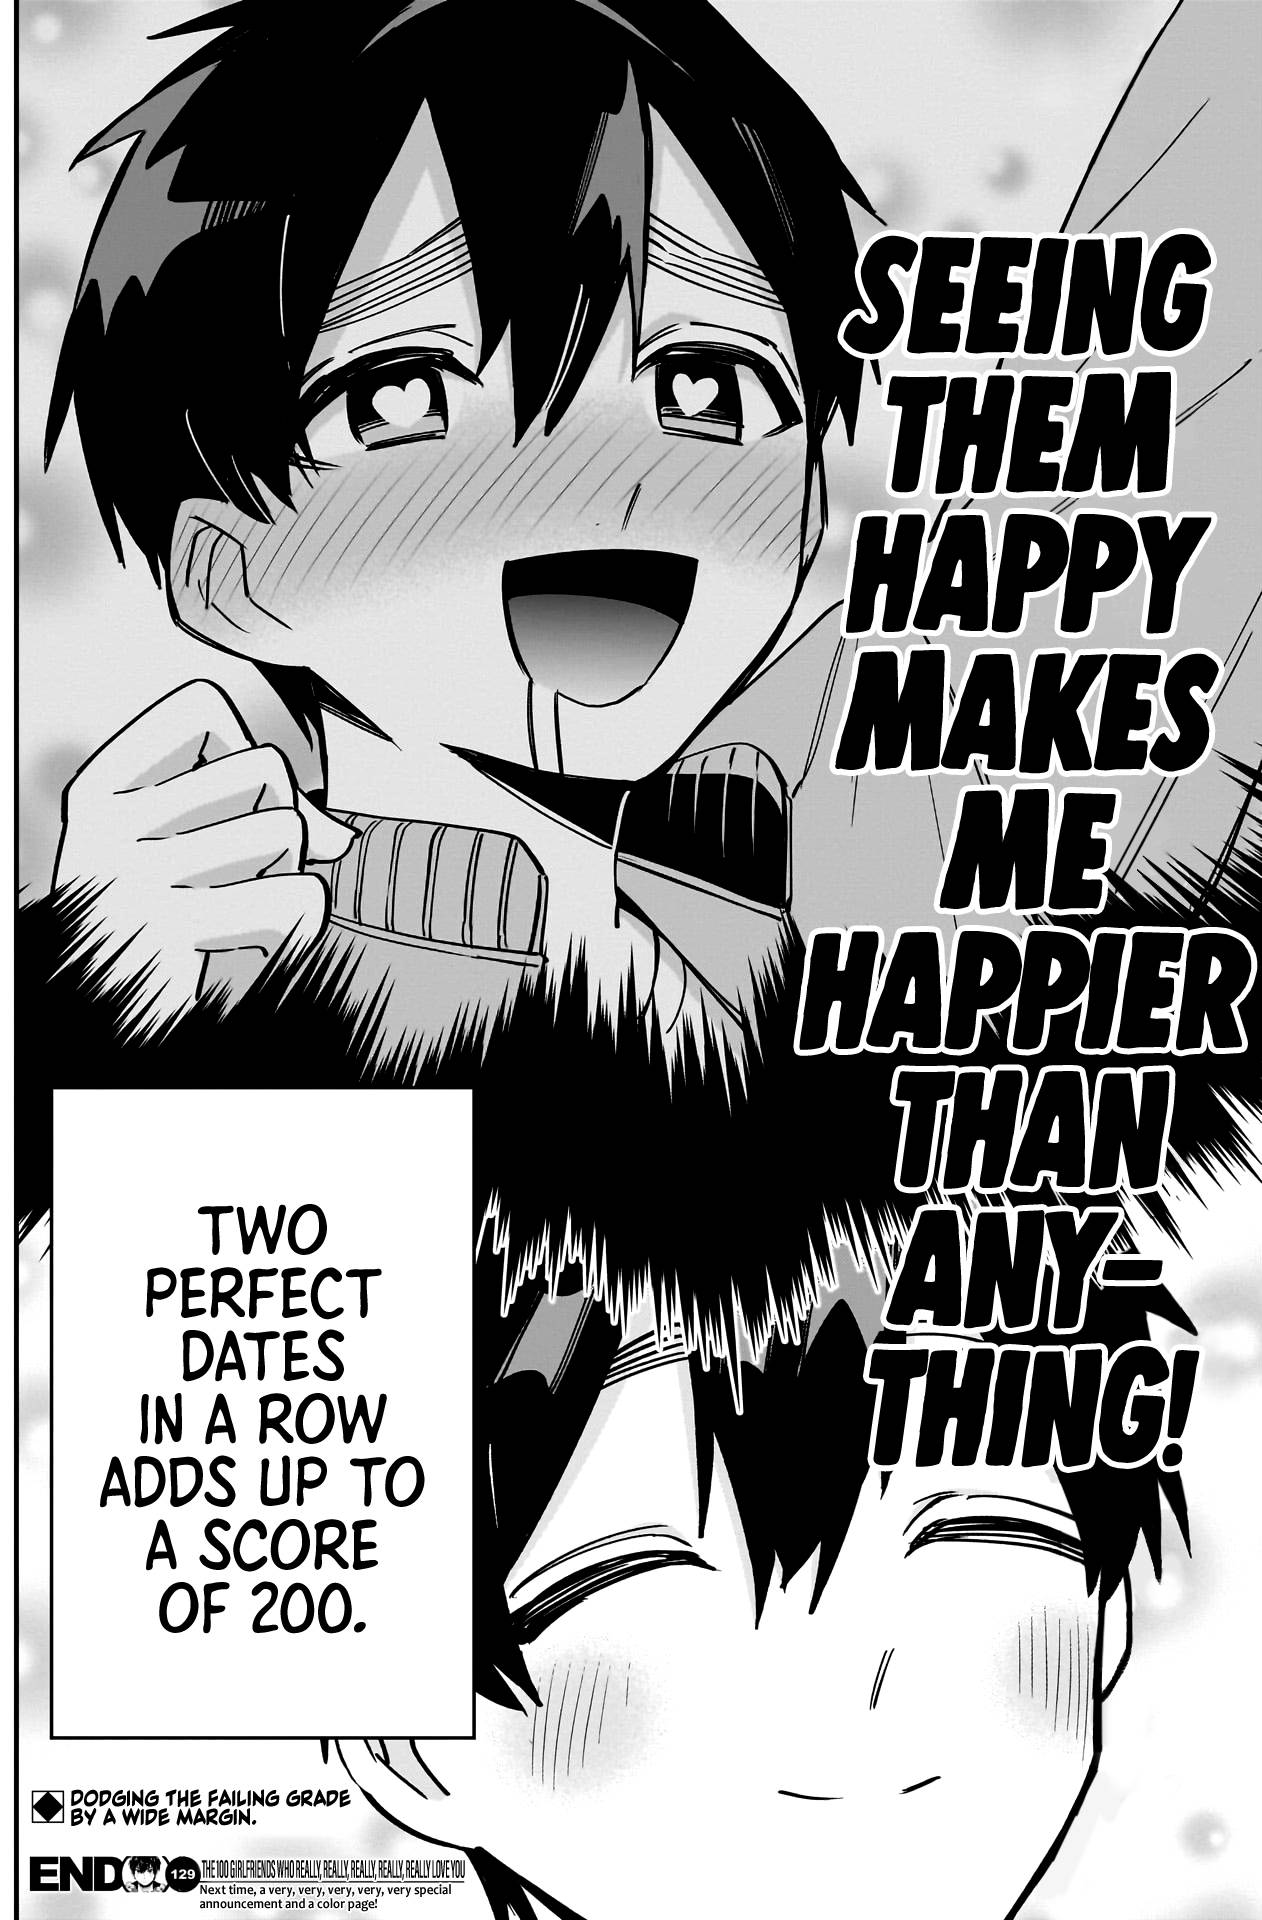 SEEING
THEM
HAPPY
MAKES
ME
HAPPIER
THAN
ANY-
THING!
TWO
PERFECT
DATES
IN A ROW
ADDS UP TO
A SCORE
OF 200.
DODGING THE FAILING GRADE
BY A WIDE MARGIN.
END 129 THE 100 GIRLFRIENDS WHO REALLY, REALLY, REALLY, REALLY, REALLY LOVE YOU
Next time, a very, very, very, very, very special
announcement and a color page!